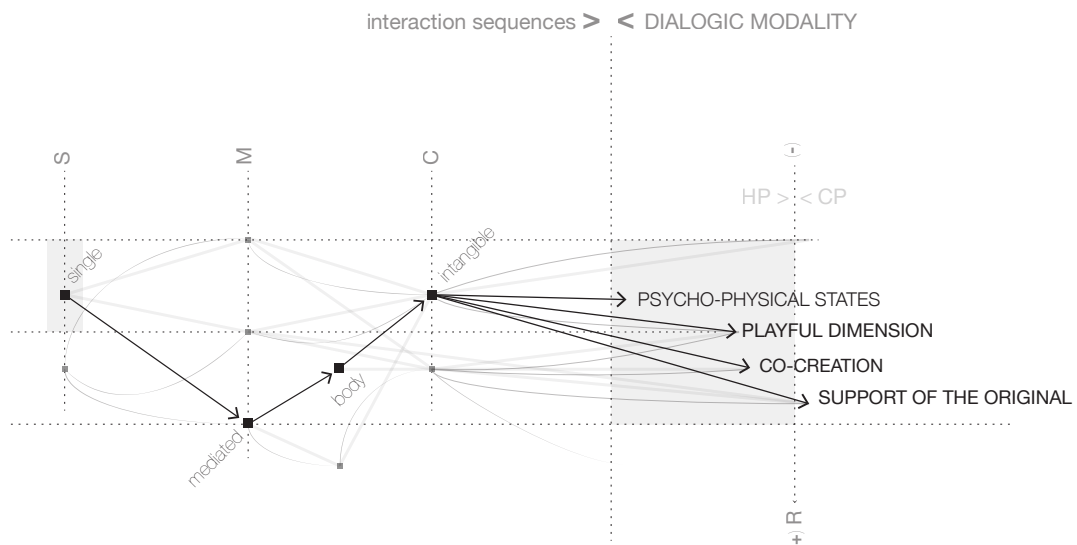 interaction sequences > < DIALOGIC MODALITY
S
M
C
(-)
HP > < CP
single
intangible
PSYCHO-PHYSICAL STATES
PLAYFUL DIMENSION
CO-CREATION
body
SUPPORT OF THE ORIGINAL
mediated
(+) R